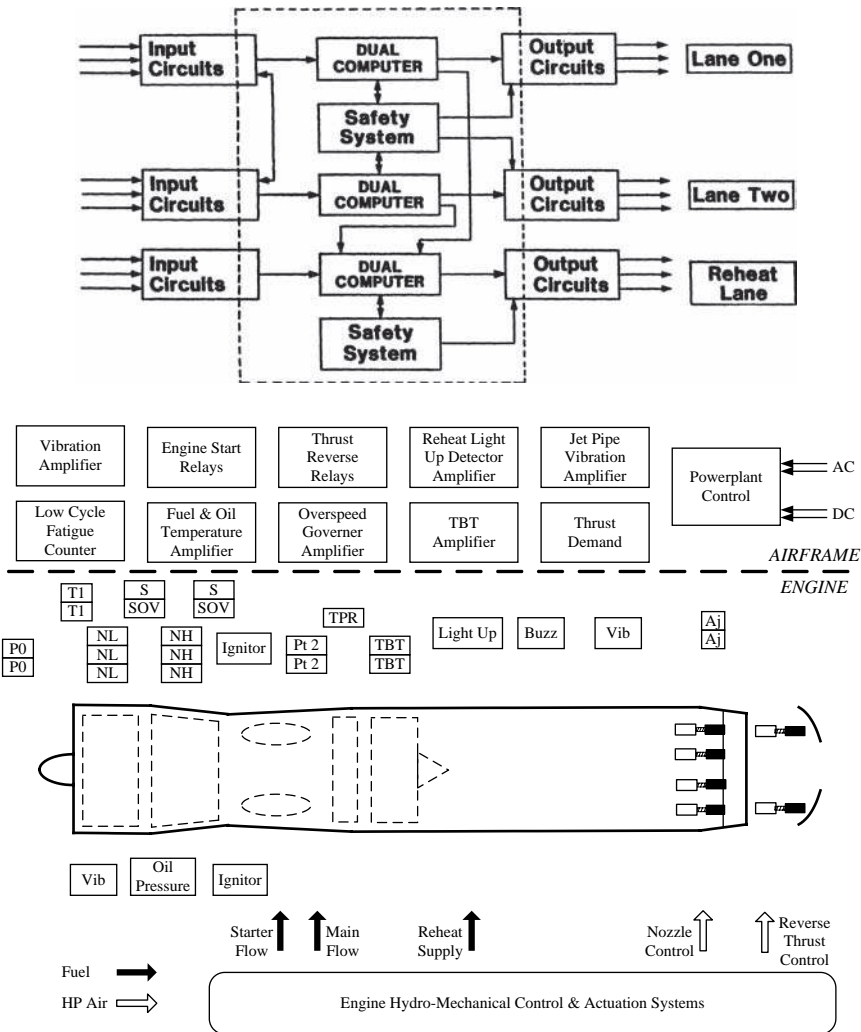 Input
Circuits
DUAL
COMPUTER
Output
Circuits
Lane One
Safety
System
Input
Circuits
DUAL
COMPUTER
Output
Circuits
Lane Two
Input
Circuits
DUAL
COMPUTER
Output
Circuits
Reheat
Lane
Safety
System
Vibration
Amplifier
Engine Start
Relays
Thrust
Reverse
Relays
Reheat Light
Up Detector
Amplifier
Jet Pipe
Vibration
Amplifier
Powerplant
Control
AC
DC
Low Cycle
Fatigue
Counter
Fuel & Oil
Temperature
Amplifier
Overspeed
Governer
Amplifier
TBT
Amplifier
Thrust
Demand
AIRFRAME
ENGINE
T1
T1
S
SOV
S
SOV
TPR
P0
P0
NL
NL
NL
NH
NH
NH
Ignitor
Pt 2
Pt 2
TBT
TBT
Light Up
Buzz
Vib
Aj
Aj
Vib
Oil
Pressure
Ignitor
Starter
Flow
Main
Flow
Reheat
Supply
Nozzle
Control
Reverse
Thrust
Control
Fuel
HP Air
Engine Hydro-Mechanical Control & Actuation Systems